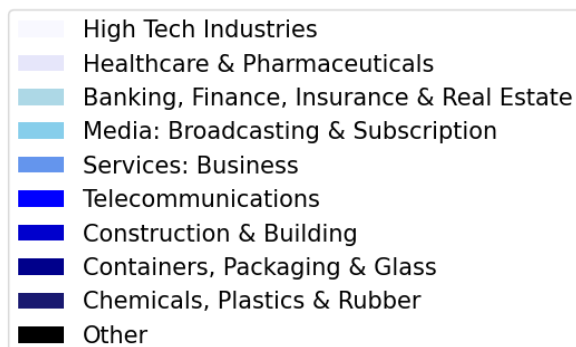 High Tech Industries
Healthcare & Pharmaceuticals
Banking, Finance, Insurance & Real Estate
Media: Broadcasting & Subscription
Services: Business
Telecommunications
Construction & Building
Containers, Packaging & Glass
Chemicals, Plastics & Rubber
Other